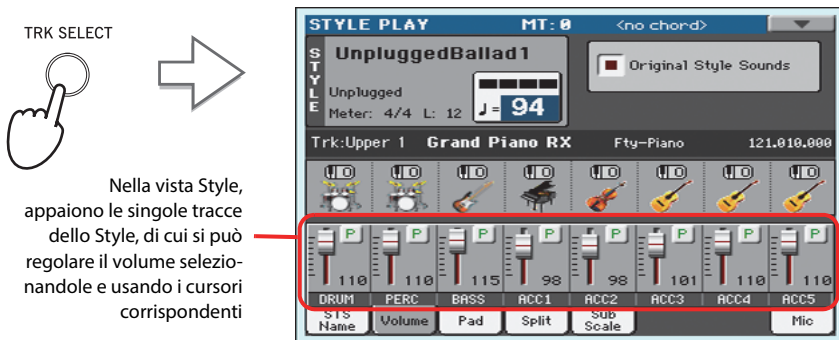 TRK SELECT
Nella vista Style,
appaiono le singole tracce
dello Style, di cui si può
regolare il volume selezio-
nandole e usando i cursori
corrispondenti
STYLE PLAY MT: 0 <no chord>
STYLE
UnpluggedBallad1
Unplugged
Meter: 4/4 L: 12 ♩= 94
Original Style Sounds
Trk:Upper 1 Grand Piano RX Fty-Piano 121.010.000
P P P P P P P P
110 110 115 98 98 101 110 110
DRUM PERC BASS ACC1 ACC2 ACC3 ACC4 ACC5
STS Name Volume Pad Split Sub Scale Mic